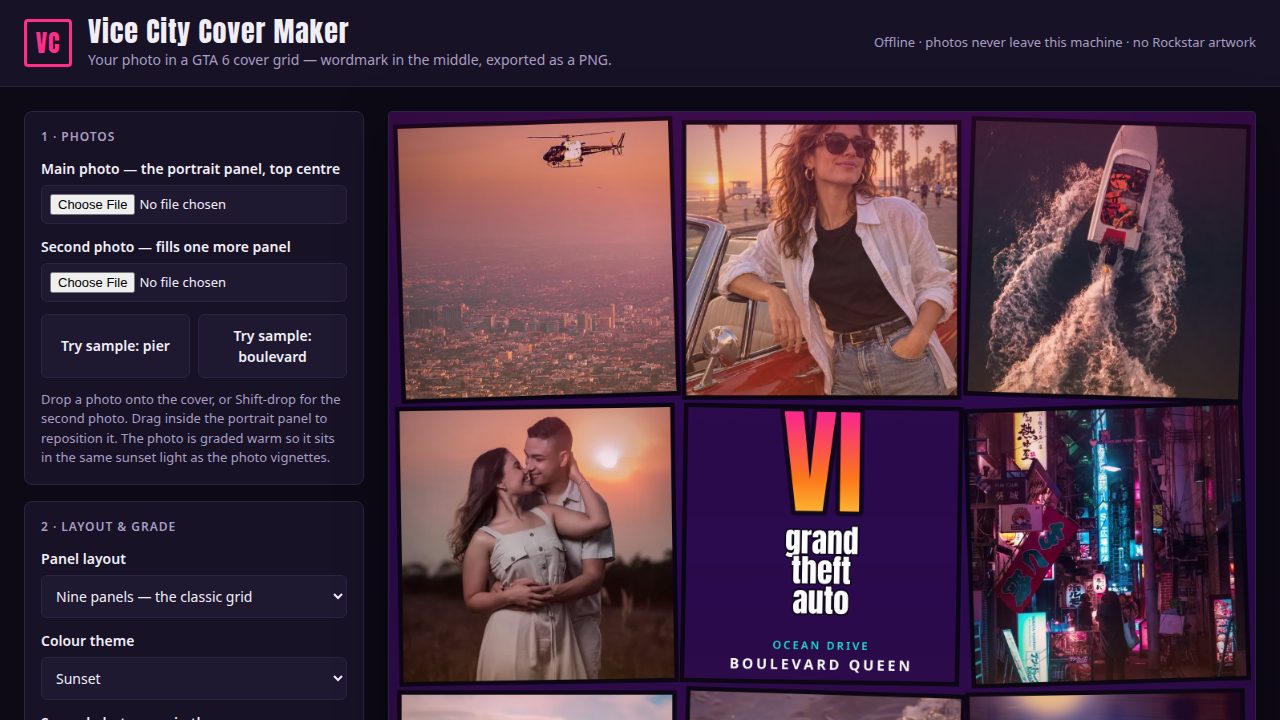 VC
Vice City Cover Maker
Your photo in a GTA 6 cover grid — wordmark in the middle, exported as a PNG.
Offline · photos never leave this machine · no Rockstar artwork
1 · PHOTOS
Main photo — the portrait panel, top centre
Choose File No file chosen
Second photo — fills one more panel
Choose File No file chosen
Try sample: pier
Try sample:
boulevard
Drop a photo onto the cover, or Shift-drop for the
second photo. Drag inside the portrait panel to
reposition it. The photo is graded warm so it sits
in the same sunset light as the photo vignettes.
2 · LAYOUT & GRADE
Panel layout
Nine panels — the classic grid
Colour theme
Sunset
VI
grand
theft
auto
OCEAN DRIVE
BOULEVARD QUEEN